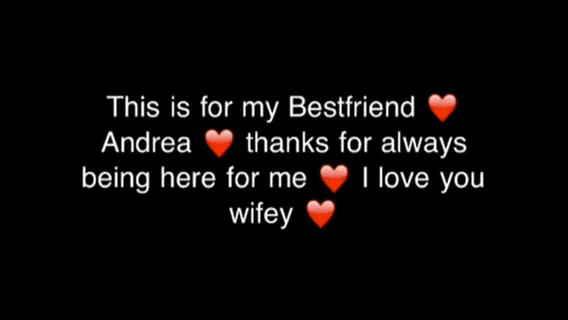 This is for my Bestfriend ❤️
Andrea ❤️ thanks for always
being here for me ❤️ I love you
wifey ❤️